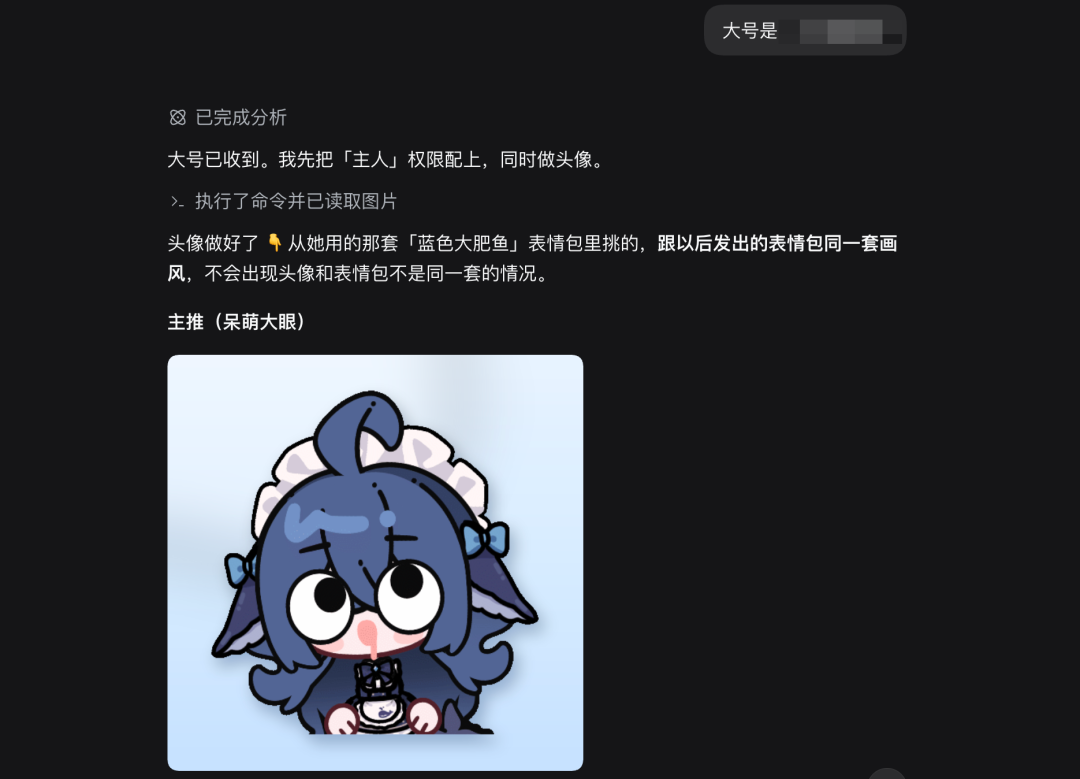 大号是
已完成分析
大号已收到。我先把「主人」权限配上，同时做头像。
执行了命令并已读取图片
头像做好了 👇 从她用的那套「蓝色大肥鱼」表情包里挑的，跟以后发出的表情包同一套画
风，不会出现头像和表情包不是同一套的情况。
主推（呆萌大眼）